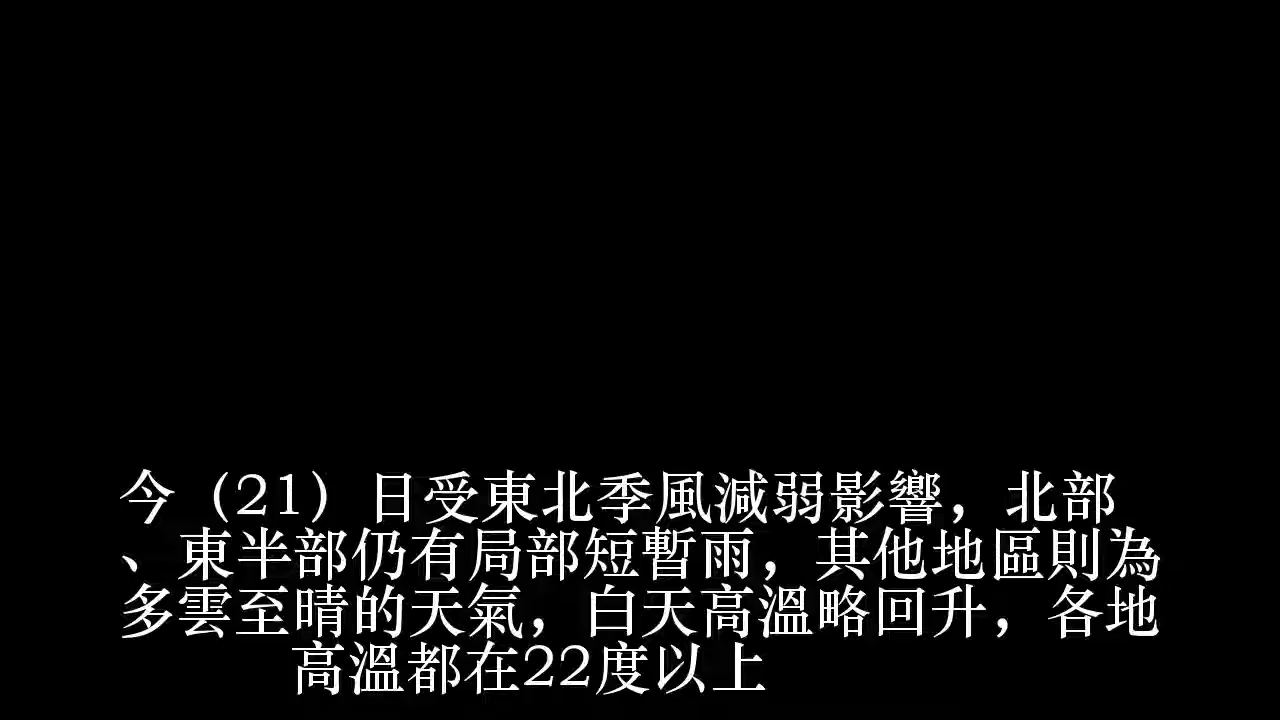 今（21）日受東北季風減弱影響，北部
、東半部仍有局部短暫雨，其他地區則為
多雲至晴的天氣，白天高溫略回升，各地
高溫都在22度以上